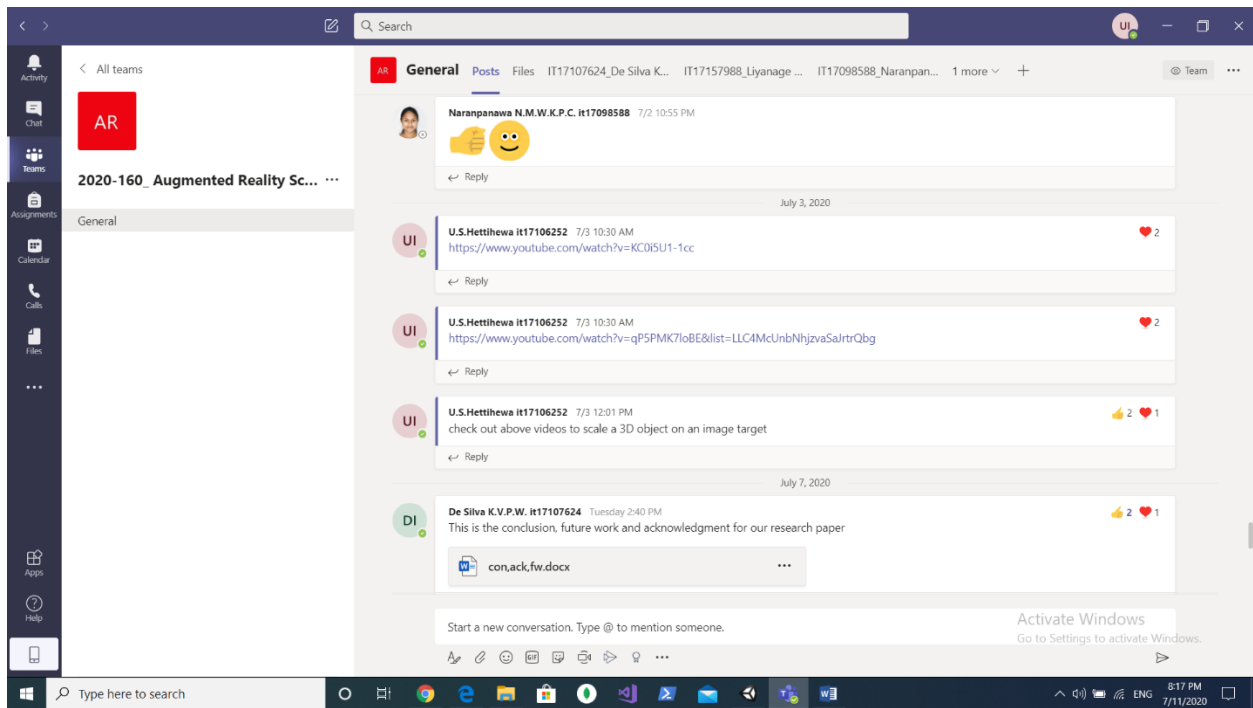 Search
UI
Activity
Chat
Teams
Assignments
Calendar
Calls
Files
Apps
Help
All teams
AR
2020-160_ Augmented Reality Sc... ...
General
AR General Posts Files IT17107624_De Silva K... IT17157988_Liyanage ... IT17098588_Naranpan... 1 more Team
Naranpanawa N.M.W.K.P.C. it17098588 7/2 10:55 PM
Reply
July 3, 2020
UI U.S.Hettihewa it17106252 7/3 10:30 AM 2
https://www.youtube.com/watch?v=KC0i5U1-1cc
Reply
UI U.S.Hettihewa it17106252 7/3 10:30 AM 2
https://www.youtube.com/watch?v=qP5PMK7loBE&list=LLC4McUnbNhjzvaSaJrtrQbg
Reply
UI U.S.Hettihewa it17106252 7/3 12:01 PM 2 1
check out above videos to scale a 3D object on an image target
Reply
July 7, 2020
DI De Silva K.V.P.W. it17107624 Tuesday 2:40 PM 2 1
This is the conclusion, future work and acknowledgment for our research paper
W con,ack,fw.docx
Start a new conversation. Type @ to mention someone.
GIF
Activate Windows
Go to Settings to activate Windows.
Type here to search
ENG
8:17 PM
7/11/2020